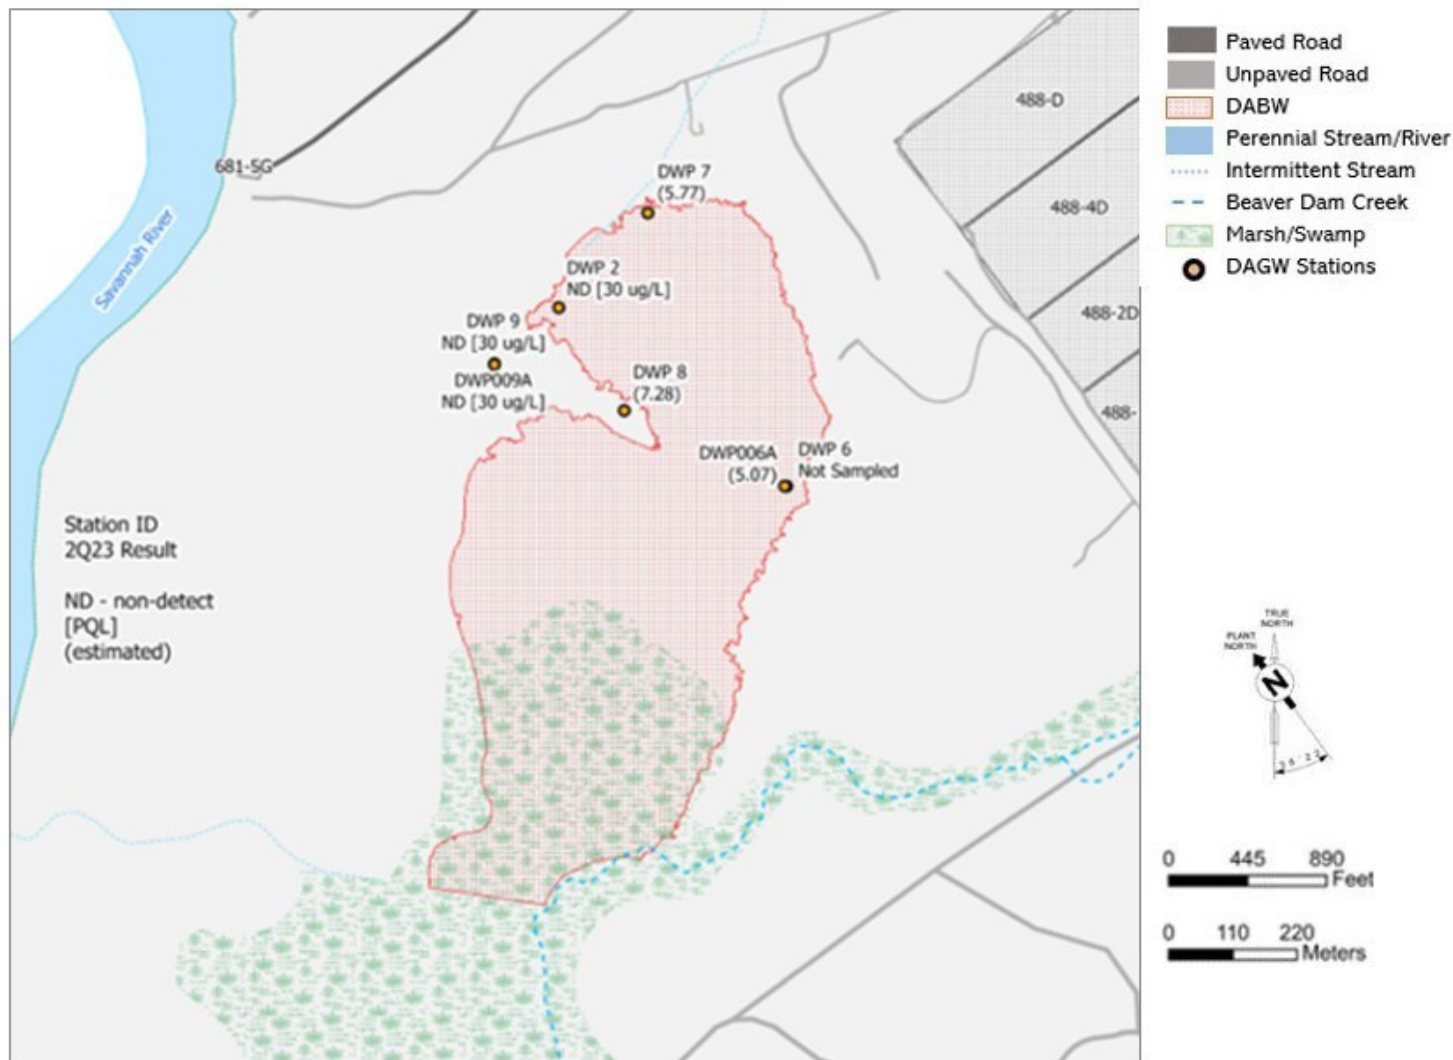 Paved Road
Unpaved Road
DABW
Perennial Stream/River
Intermittent Stream
Beaver Dam Creek
Marsh/Swamp
DAGW Stations
488-D
488-4D
488-2D
488-
681-5G
Savannah River
DWP 7
(5.77)
DWP 2
ND [30 ug/L]
DWP 9
ND [30 ug/L]
DWP009A
ND [30 ug/L]
DWP 8
(7.28)
DWP006A
(5.07)
DWP 6
Not Sampled
Station ID
2Q23 Result
ND - non-detect
[PQL]
(estimated)
TRUE
NORTH
PLANT
NORTH
N
0 445 890
Feet
0 110 220
Meters